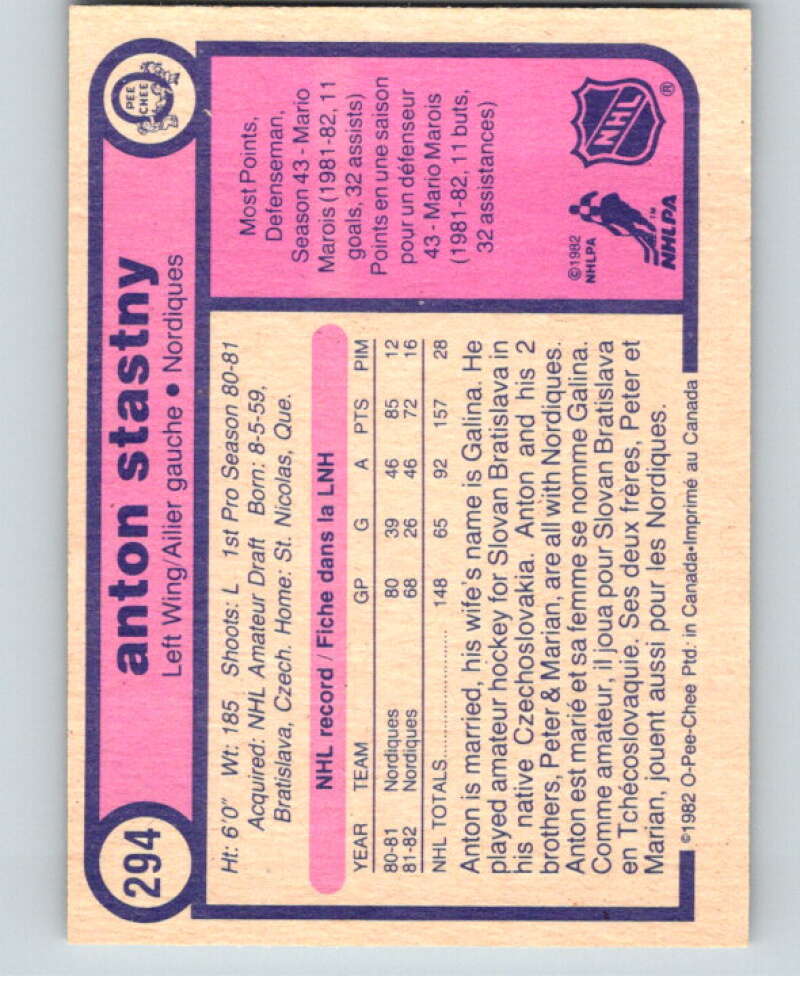 294
anton stastny
Left Wing/Ailier gauche • Nordiques
PEE
CHEE
Ht: 6'0" Wt: 185 Shoots: L 1st Pro Season 80-81
Acquired: NHL Amateur Draft Born: 8-5-59,
Bratislava, Czech. Home: St. Nicolas, Que.
NHL record / Fiche dans la LNH
YEAR TEAM GP G A PTS PIM
80-81 Nordiques 80 39 46 85 12
81-82 Nordiques 68 26 46 72 16
NHL TOTALS.................... 148 65 92 157 28
Anton is married, his wife's name is Galina. He
played amateur hockey for Slovan Bratislava in
his native Czechoslovakia. Anton and his 2
brothers, Peter & Marian, are all with Nordiques.
Anton est marié et sa femme se nomme Galina.
Comme amateur, il joua pour Slovan Bratislava
en Tchécoslovaquie. Ses deux frères, Peter et
Marian, jouent aussi pour les Nordiques.
Most Points,
Defenseman,
Season 43 - Mario
Marois (1981-82, 11
goals, 32 assists)
Points en une saison
pour un défenseur
43 - Mario Marois
(1981-82, 11 buts,
32 assistances)
©1982
NHLPA
NHLPA™
NHL®
©1982 O-Pee-Chee Ptd: in Canada•Imprimé au Canada